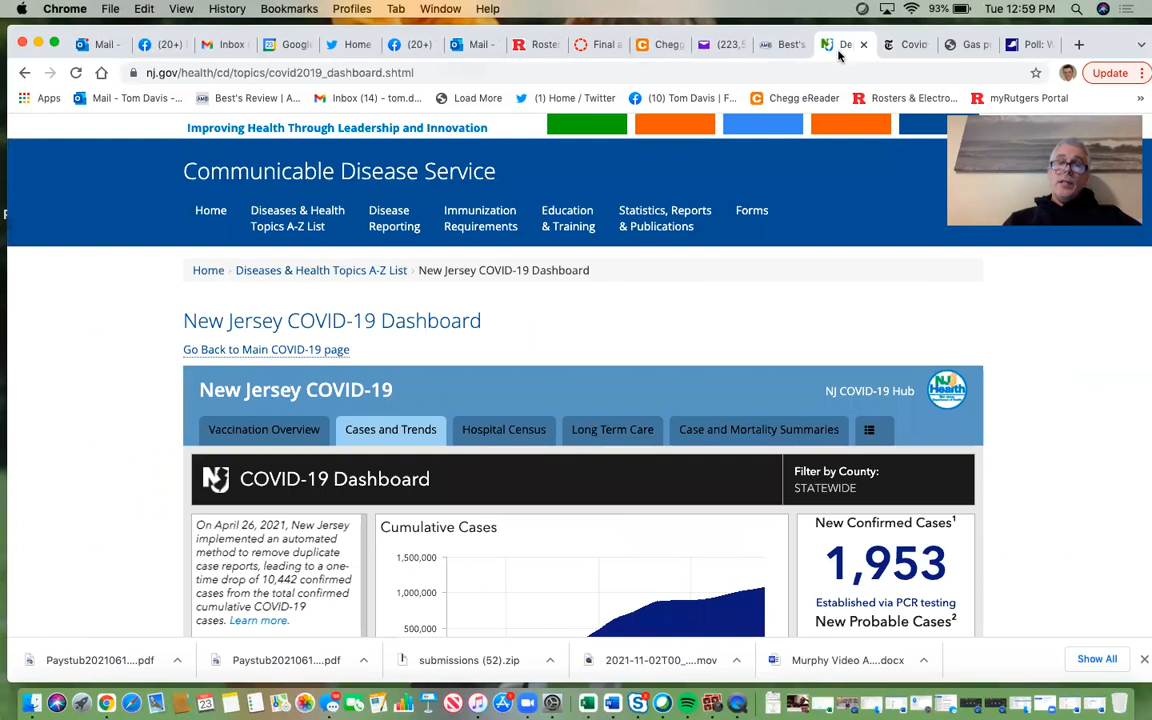 Chrome File Edit View History Bookmarks Profiles Tab Window Help 93% Tue 12:59 PM
Mail - (20+) Inbox Googl Home (20+) Mail - Roste Final a Chegg (223, Best's De Covid Gas p Poll: W
nj.gov/health/cd/topics/covid2019_dashboard.shtml Update
Apps Mail - Tom Davis -... Best's Review | A... Inbox (14) - tom.d... Load More (1) Home / Twitter (10) Tom Davis | F... Chegg eReader Rosters & Electro... myRutgers Portal »
Improving Health Through Leadership and Innovation
Communicable Disease Service
Home Diseases & Health Topics A-Z List Disease Reporting Immunization Requirements Education & Training Statistics, Reports & Publications Forms
Home › Diseases & Health Topics A-Z List › New Jersey COVID-19 Dashboard
New Jersey COVID-19 Dashboard
Go Back to Main COVID-19 page
New Jersey COVID-19 NJ COVID-19 Hub NJ Health
Vaccination Overview Cases and Trends Hospital Census Long Term Care Case and Mortality Summaries
NJ COVID-19 Dashboard
Filter by County:
STATEWIDE
On April 26, 2021, New Jersey
implemented an automated
method to remove duplicate
case reports, leading to a one-
time drop of 10,442 confirmed
cases from the total confirmed
cumulative COVID-19
cases. Learn more.
Cumulative Cases
1,500,000
1,000,000
500,000
New Confirmed Cases¹
1,953
Established via PCR testing
New Probable Cases²
Paystub2021061....pdf Paystub2021061....pdf submissions (52).zip 2021-11-02T00_....mov Murphy Video A....docx Show All